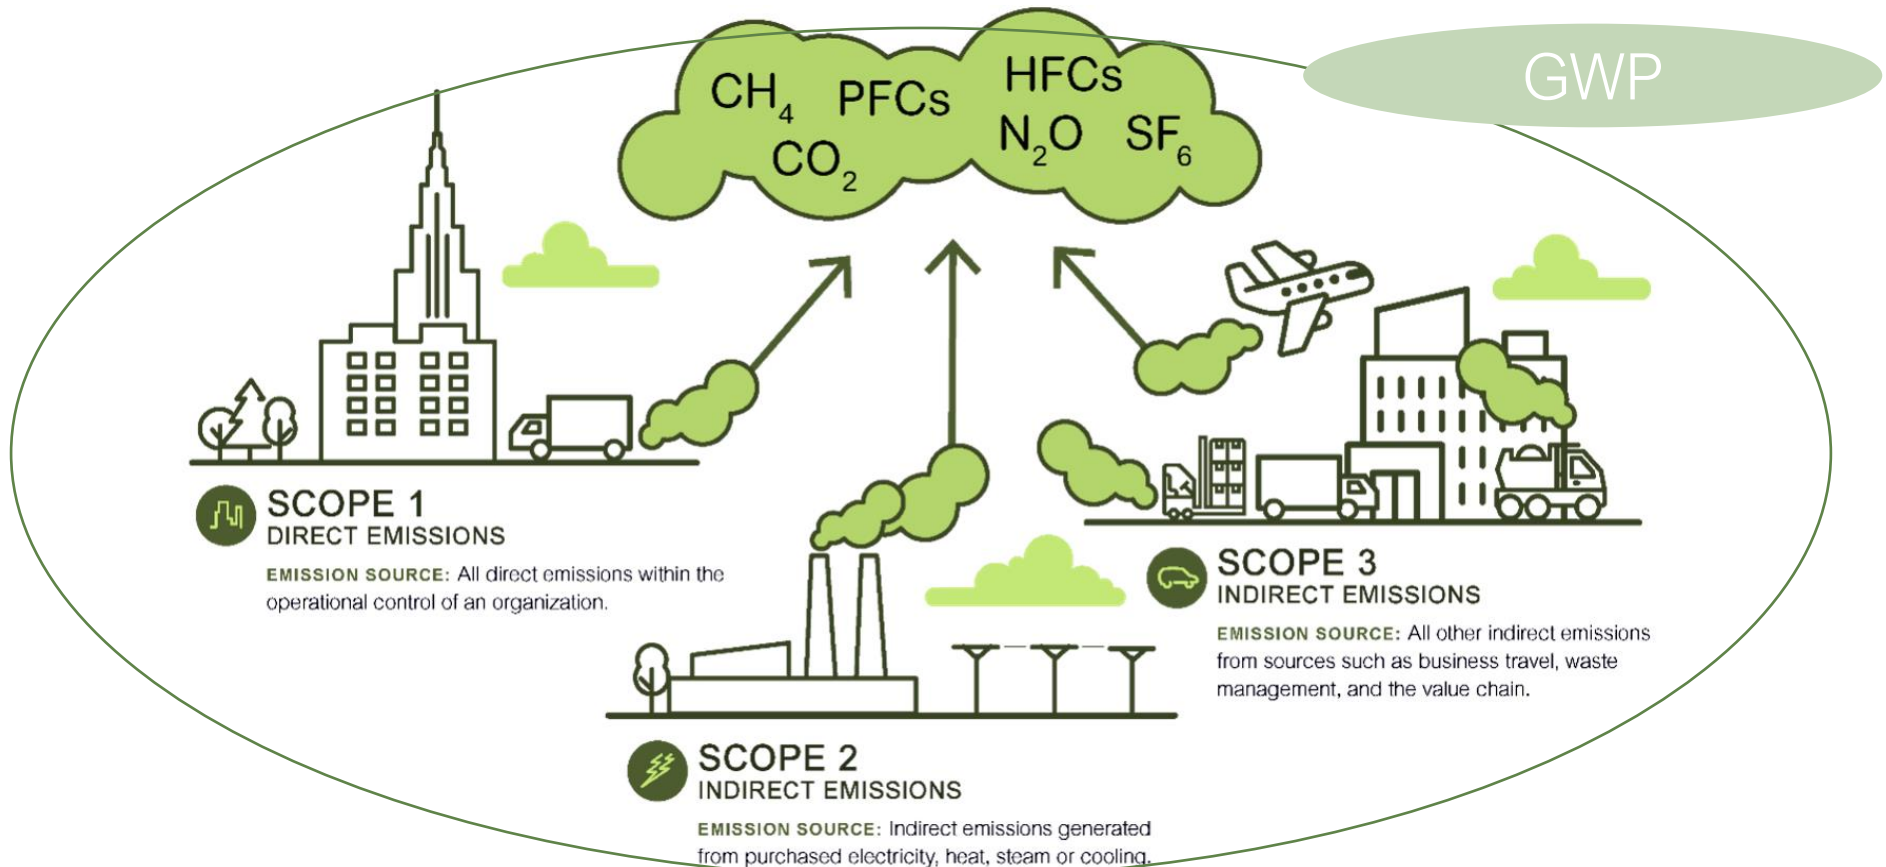 GWP
CH₄ PFCs HFCs
CO₂ N₂O SF₆
SCOPE 1
DIRECT EMISSIONS
EMISSION SOURCE: All direct emissions within the
operational control of an organization.
SCOPE 2
INDIRECT EMISSIONS
EMISSION SOURCE: Indirect emissions generated
from purchased electricity, heat, steam or cooling.
SCOPE 3
INDIRECT EMISSIONS
EMISSION SOURCE: All other indirect emissions
from sources such as business travel, waste
management, and the value chain.